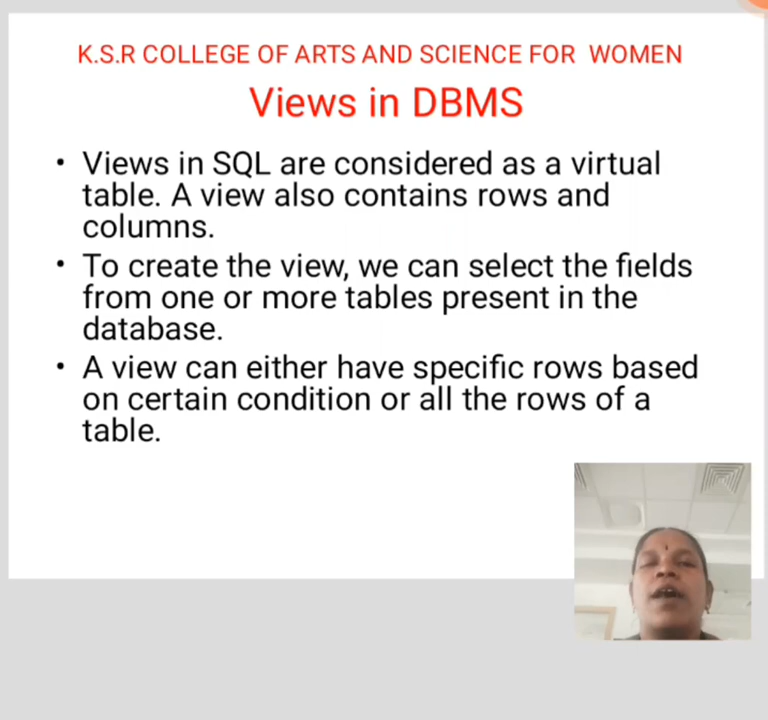 K.S.R COLLEGE OF ARTS AND SCIENCE FOR WOMEN
Views in DBMS
• Views in SQL are considered as a virtual
table. A view also contains rows and
columns.
• To create the view, we can select the fields
from one or more tables present in the
database.
• A view can either have specific rows based
on certain condition or all the rows of a
table.